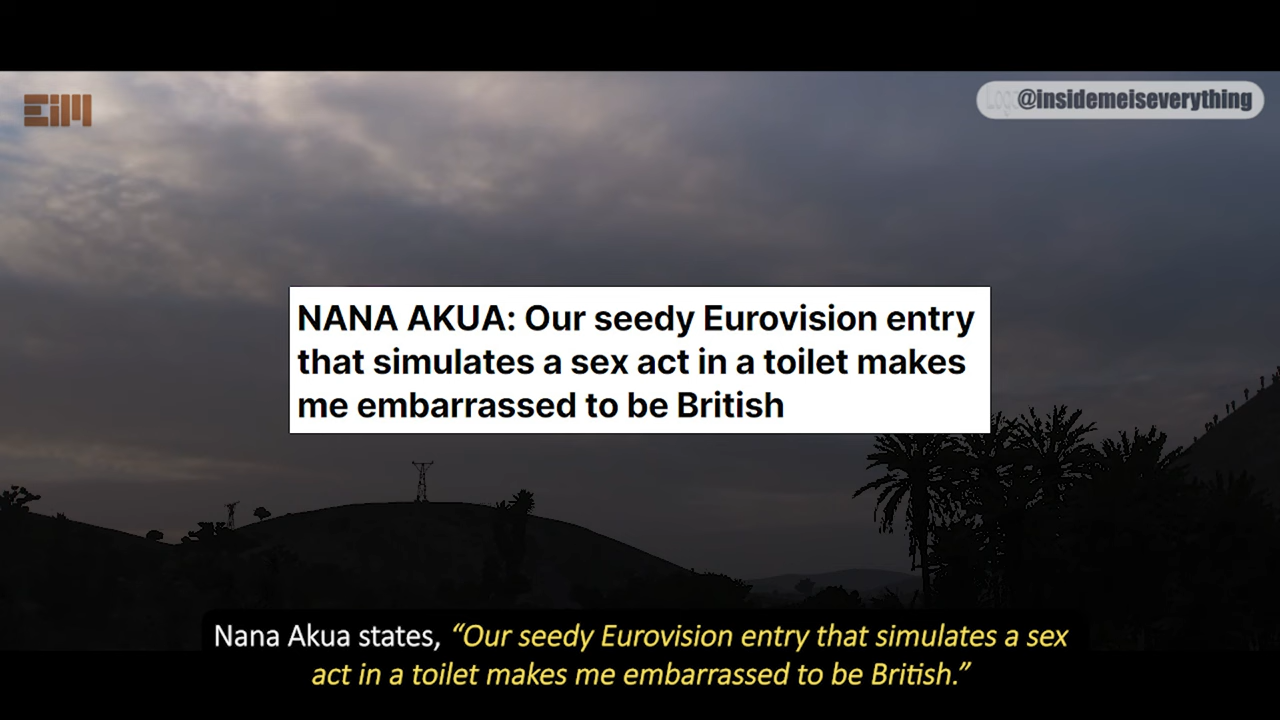 EiM
@insidemeiseverything
NANA AKUA: Our seedy Eurovision entry
that simulates a sex act in a toilet makes
me embarrassed to be British
Nana Akua states, “Our seedy Eurovision entry that simulates a sex
act in a toilet makes me embarrassed to be British.”